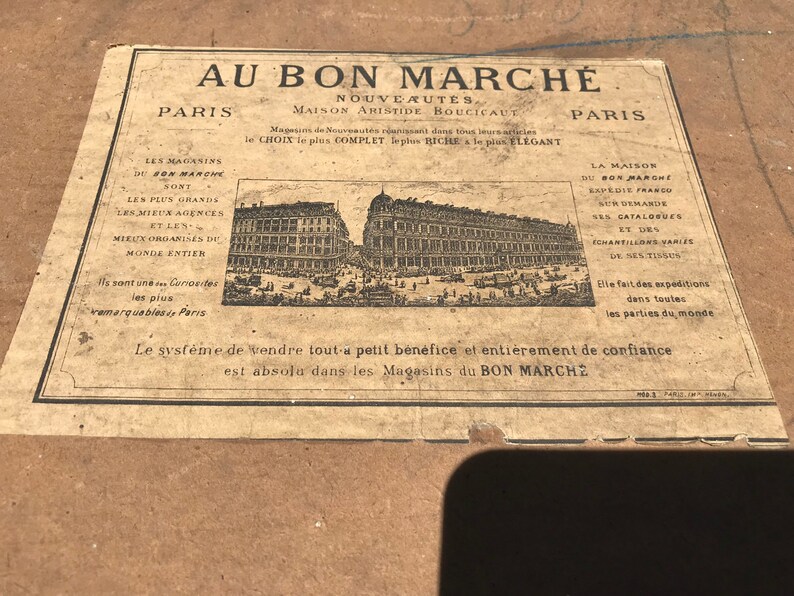 AU BON MARCHÉ
NOUVEAUTÉS
PARIS
MAISON ARISTIDE BOUCICAUT
PARIS
Magasins de Nouveautés réunissant dans tous leurs articles
le CHOIX le plus COMPLET le plus RICHE & le plus ÉLÉGANT
LES MAGASINS
DU BON MARCHÉ
SONT
LES PLUS GRANDS
LES MIEUX AGENCÉS
ET LES
MIEUX ORGANISÉS DU
MONDE ENTIER
Ils sont une des Curiosités
les plus
remarquables de Paris
LA MAISON
DU BON MARCHÉ
EXPÉDIE FRANCO
SUR DEMANDE
SES CATALOGUES
ET DES
ÉCHANTILLONS VARIÉS
DE SES TISSUS
Elle fait des expéditions
dans toutes
les parties du monde
Le système de vendre tout à petit bénéfice et entièrement de confiance
est absolu dans les Magasins du BON MARCHÉ
MOD. 3 PARIS. IMP. HÉNON.